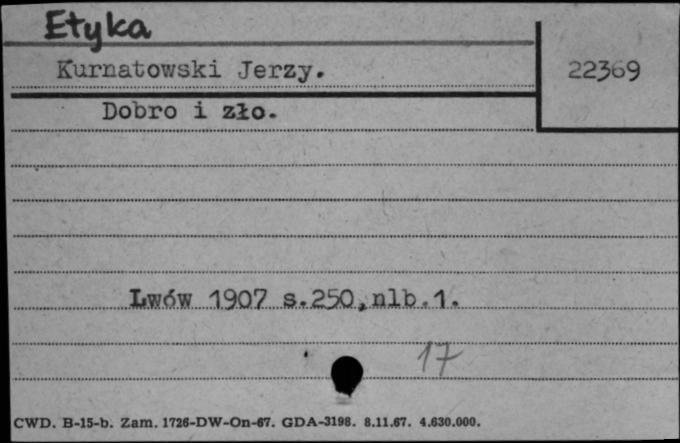 Etyka
Kurnatowski Jerzy.
22369
Dobro i zło.
Lwów 1907 s.250,nlb.1.
17
CWD. B-15-b. Zam. 1726-DW-On-67. GDA-3198. 8.11.67. 4.630.000.